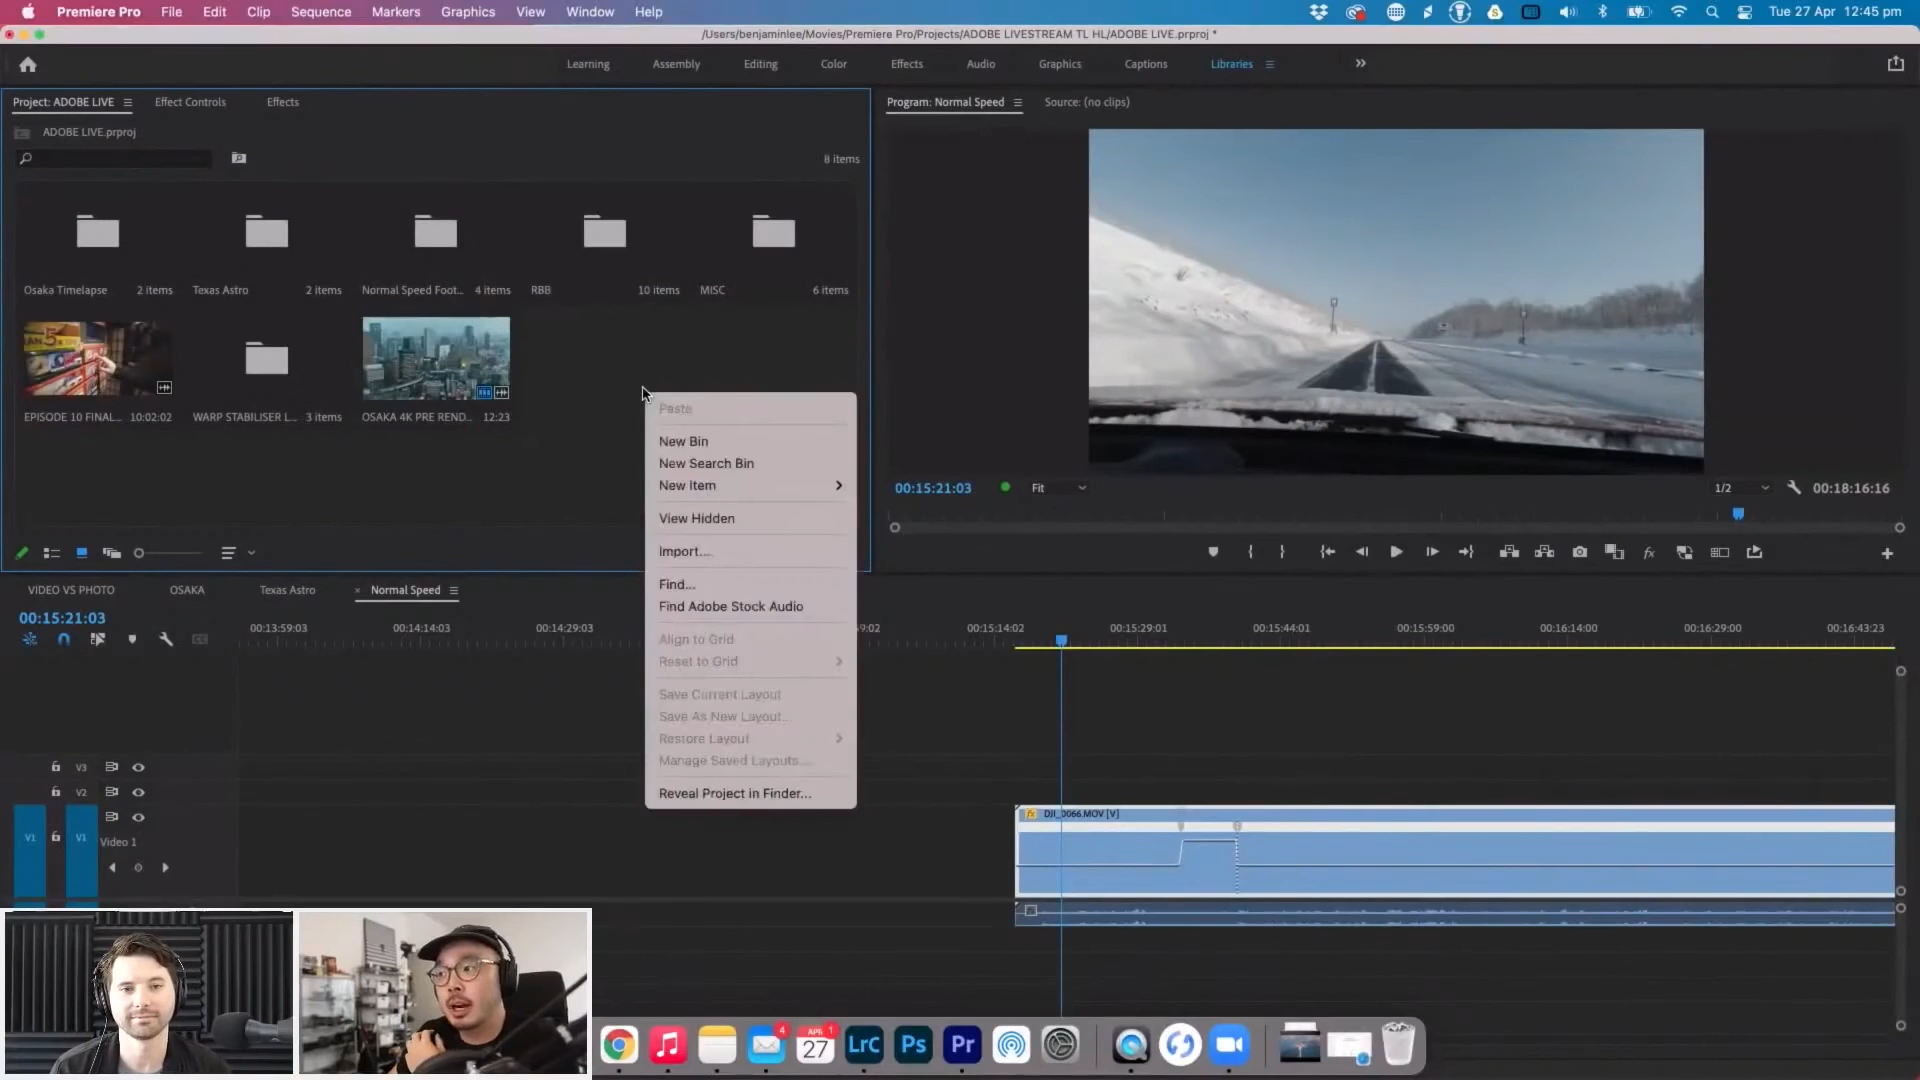 Premiere Pro File Edit Clip Sequence Markers Graphics View Window Help
Tue 27 Apr 12:45 pm
/Users/benjaminlee/Movies/Premiere Pro/Projects/ADOBE LIVESTREAM TL HL/ADOBE LIVE.prproj *
Learning Assembly Editing Color Effects Audio Graphics Captions Libraries
Project: ADOBE LIVE Effect Controls Effects
Program: Normal Speed Source: (no clips)
ADOBE LIVE.prproj
8 items
Osaka Timelapse 2 items
Texas Astro 2 items
Normal Speed Foot... 4 items
RBB 10 items
MISC 6 items
EPISODE 10 FINAL... 10:02:02
WARP STABILISER L... 3 items
OSAKA 4K PRE REND... 12:23
Paste
New Bin
New Search Bin
New Item
View Hidden
Import...
Find...
Find Adobe Stock Audio
Align to Grid
Reset to Grid
Save Current Layout
Save As New Layout...
Restore Layout
Manage Saved Layouts...
Reveal Project in Finder...
00:15:21:03 Fit 1/2 00:18:16:16
VIDEO VS PHOTO OSAKA Texas Astro × Normal Speed
00:15:21:03
00:13:59:03 00:14:14:03 00:14:29:03 00:15:14:02 00:15:29:01 00:15:44:01 00:15:59:00 00:16:14:00 00:16:29:00 00:16:43:23
V3
V2
V1 V1
Video 1
DJI_0066.MOV [V]
4
APR 1
27
LrC
Ps
Pr